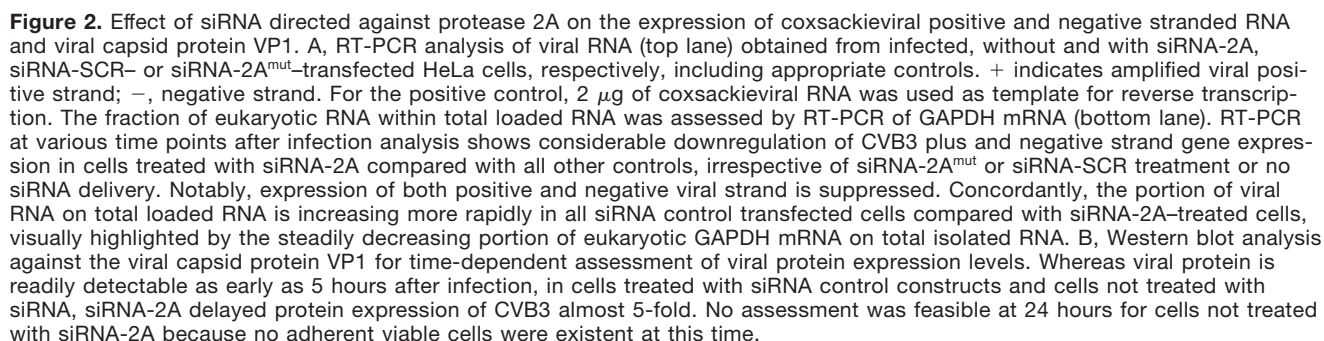 Figure 2. Effect of siRNA directed against protease 2A on the expression of coxsackieviral positive and negative stranded RNA
and viral capsid protein VP1. A, RT-PCR analysis of viral RNA (top lane) obtained from infected, without and with siRNA-2A,
siRNA-SCR– or siRNA-2Amut–transfected HeLa cells, respectively, including appropriate controls. + indicates amplified viral posi-
tive strand; −, negative strand. For the positive control, 2 μg of coxsackieviral RNA was used as template for reverse transcrip-
tion. The fraction of eukaryotic RNA within total loaded RNA was assessed by RT-PCR of GAPDH mRNA (bottom lane). RT-PCR
at various time points after infection analysis shows considerable downregulation of CVB3 plus and negative strand gene expres-
sion in cells treated with siRNA-2A compared with all other controls, irrespective of siRNA-2Amut or siRNA-SCR treatment or no
siRNA delivery. Notably, expression of both positive and negative viral strand is suppressed. Concordantly, the portion of viral
RNA on total loaded RNA is increasing more rapidly in all siRNA control transfected cells compared with siRNA-2A–treated cells,
visually highlighted by the steadily decreasing portion of eukaryotic GAPDH mRNA on total isolated RNA. B, Western blot analysis
against the viral capsid protein VP1 for time-dependent assessment of viral protein expression levels. Whereas viral protein is
readily detectable as early as 5 hours after infection, in cells treated with siRNA control constructs and cells not treated with
siRNA, siRNA-2A delayed protein expression of CVB3 almost 5-fold. No assessment was feasible at 24 hours for cells not treated
with siRNA-2A because no adherent viable cells were existent at this time.